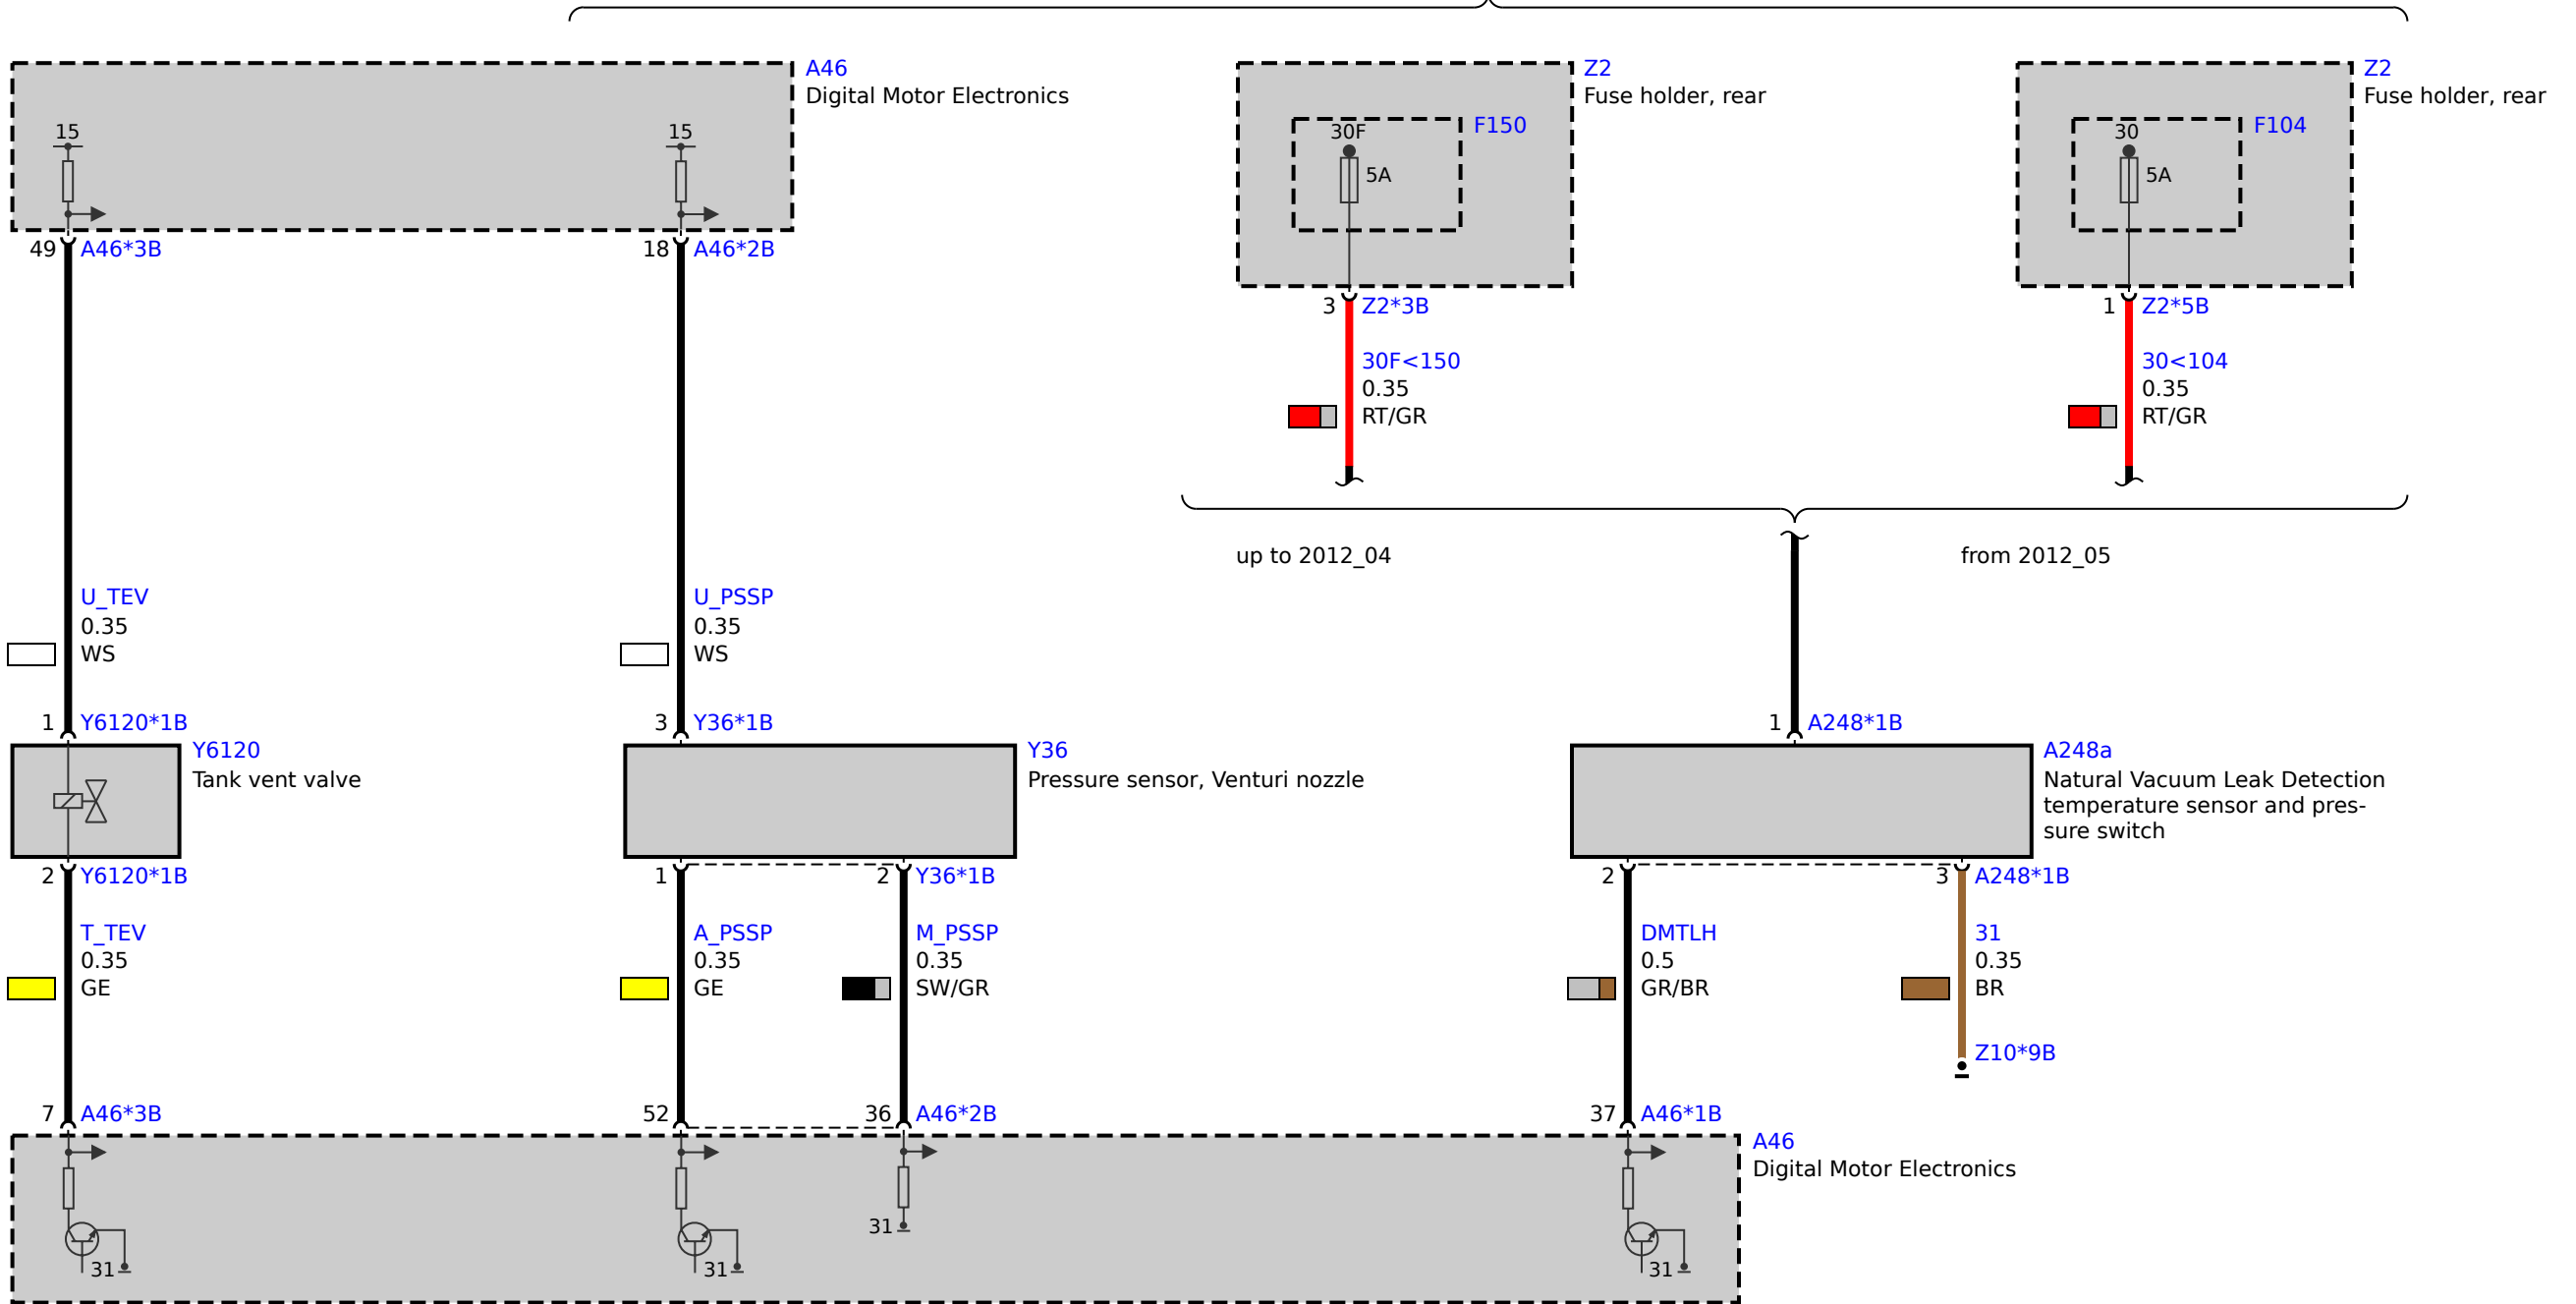 A46
Digital Motor Electronics
Z2
Fuse holder, rear
Z2
Fuse holder, rear
15
15
30F
F150
5A
30
F104
5A
49 A46*3B
18 A46*2B
3 Z2*3B
1 Z2*5B
30F<150
0.35
RT/GR
30<104
0.35
RT/GR
up to 2012_04
from 2012_05
U_TEV
0.35
WS
U_PSSP
0.35
WS
1 Y6120*1B
3 Y36*1B
1 A248*1B
Y6120
Tank vent valve
Y36
Pressure sensor, Venturi nozzle
A248a
Natural Vacuum Leak Detection
temperature sensor and pres-
sure switch
2 Y6120*1B
1
2 Y36*1B
2
3 A248*1B
T_TEV
0.35
GE
A_PSSP
0.35
GE
M_PSSP
0.35
SW/GR
DMTLH
0.5
GR/BR
31
0.35
BR
Z10*9B
7 A46*3B
52
36 A46*2B
37 A46*1B
A46
Digital Motor Electronics
31
31
31
31